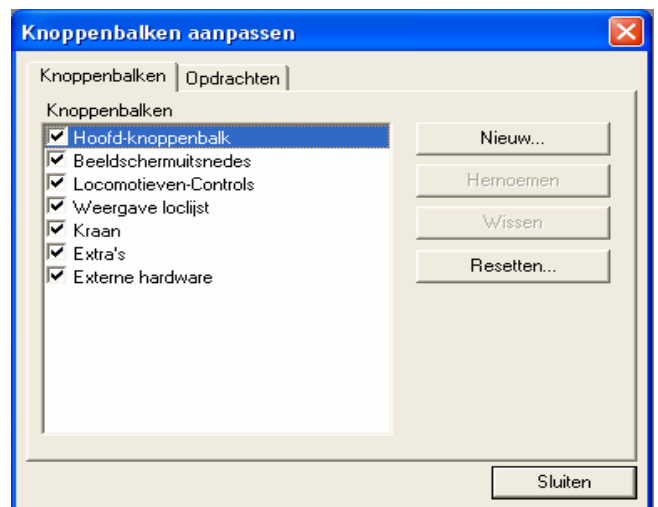 Knoppenbalken aanpassen
Knoppenbalken
Opdrachten
Knoppenbalken
Hoofd-knoppenbalk
Beeldschermuitsnedes
Locomotieven-Controls
Weergave loclijst
Kraan
Extra's
Externe hardware
Nieuw...
Hernoemen
Wissen
Resetten...
Sluiten